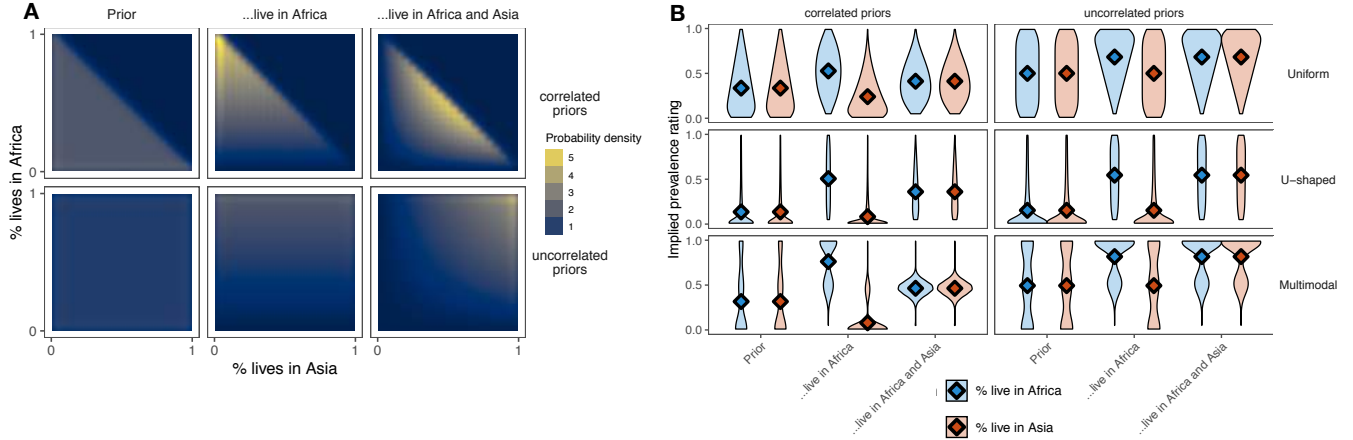 A
Prior
...live in Africa
...live in Africa and Asia
1
0
% lives in Africa
correlated
priors
Probability density
5
4
3
2
1
1
0
uncorrelated
priors
0
1
0
1
0
1
% lives in Asia
B
correlated priors
uncorrelated priors
Implied prevalence rating
1.0
0.5
0.0
Uniform
1.0
0.5
0.0
U-shaped
1.0
0.5
0.0
Multimodal
Prior
...live in Africa
...live in Africa and Asia
Prior
...live in Africa
...live in Africa and Asia
% live in Africa
% live in Asia